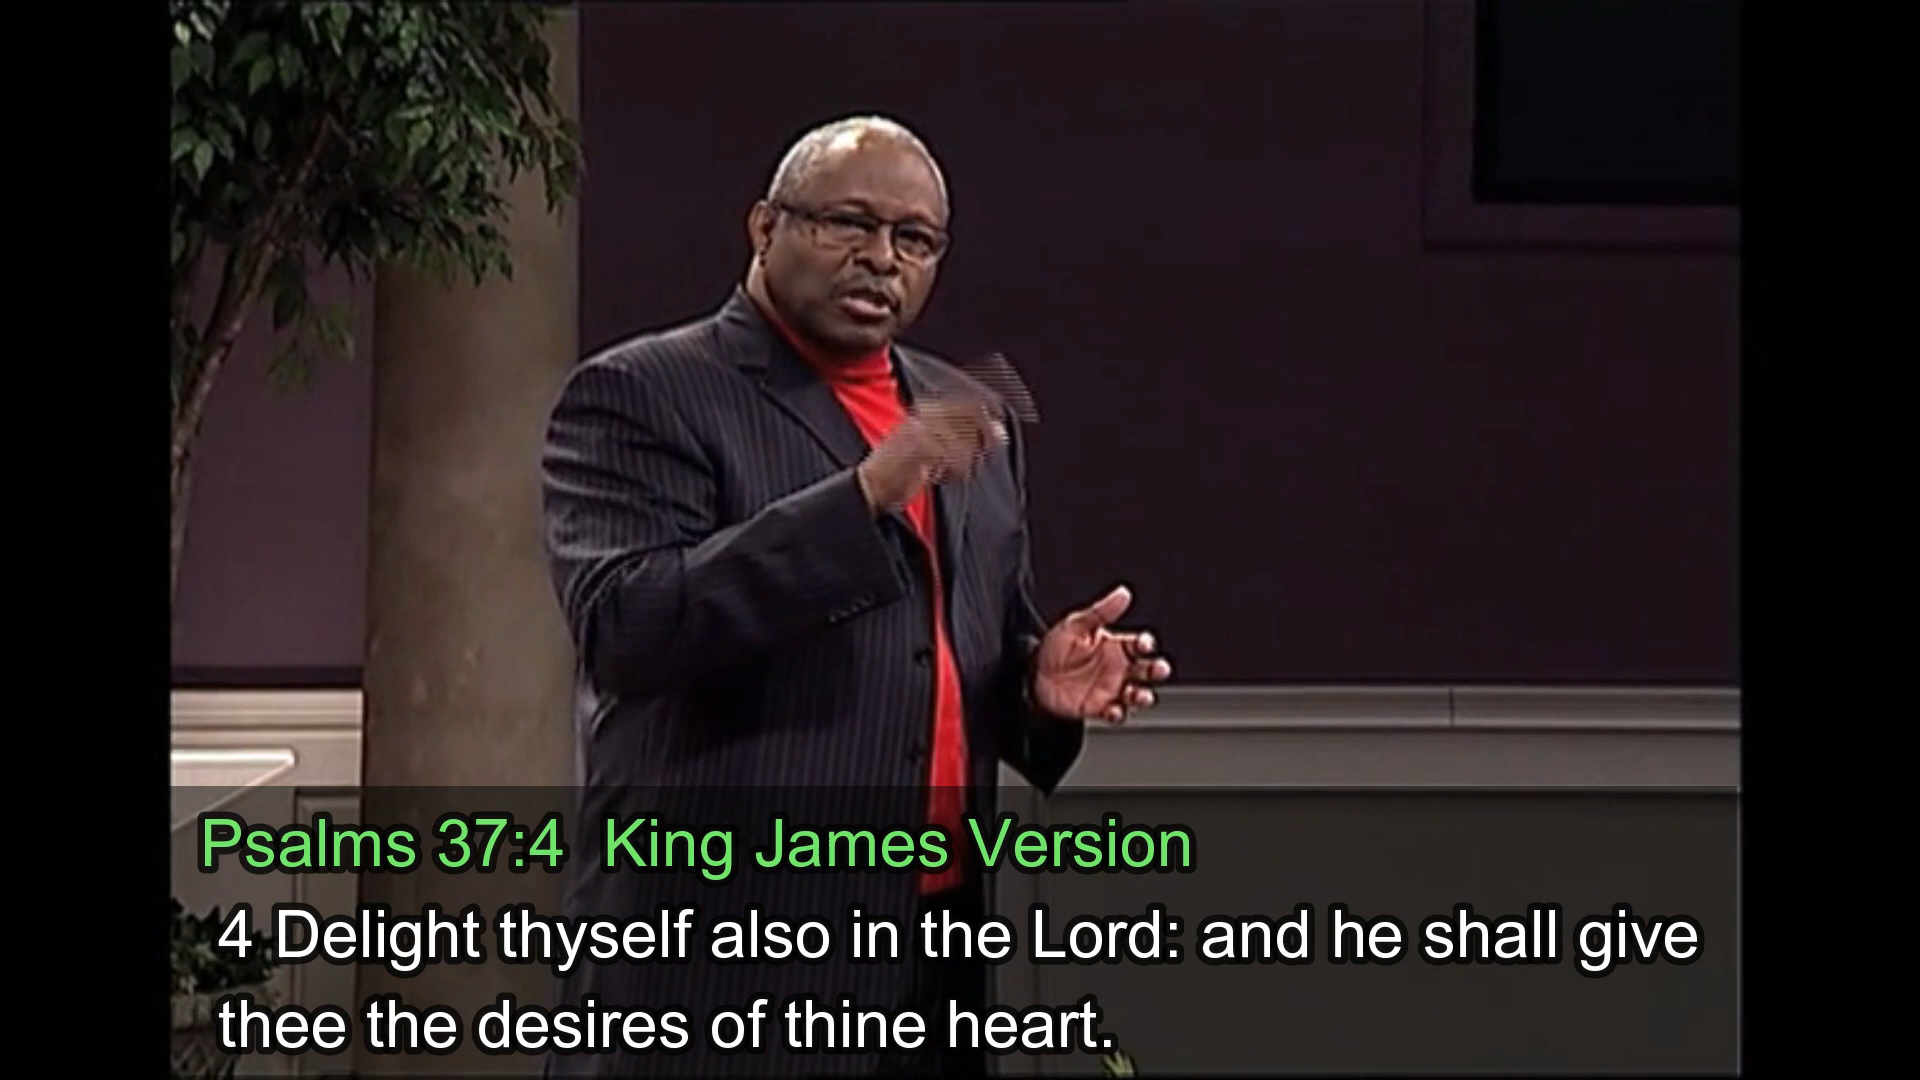 Psalms 37:4  King James Version
4 Delight thyself also in the Lord: and he shall give
thee the desires of thine heart.